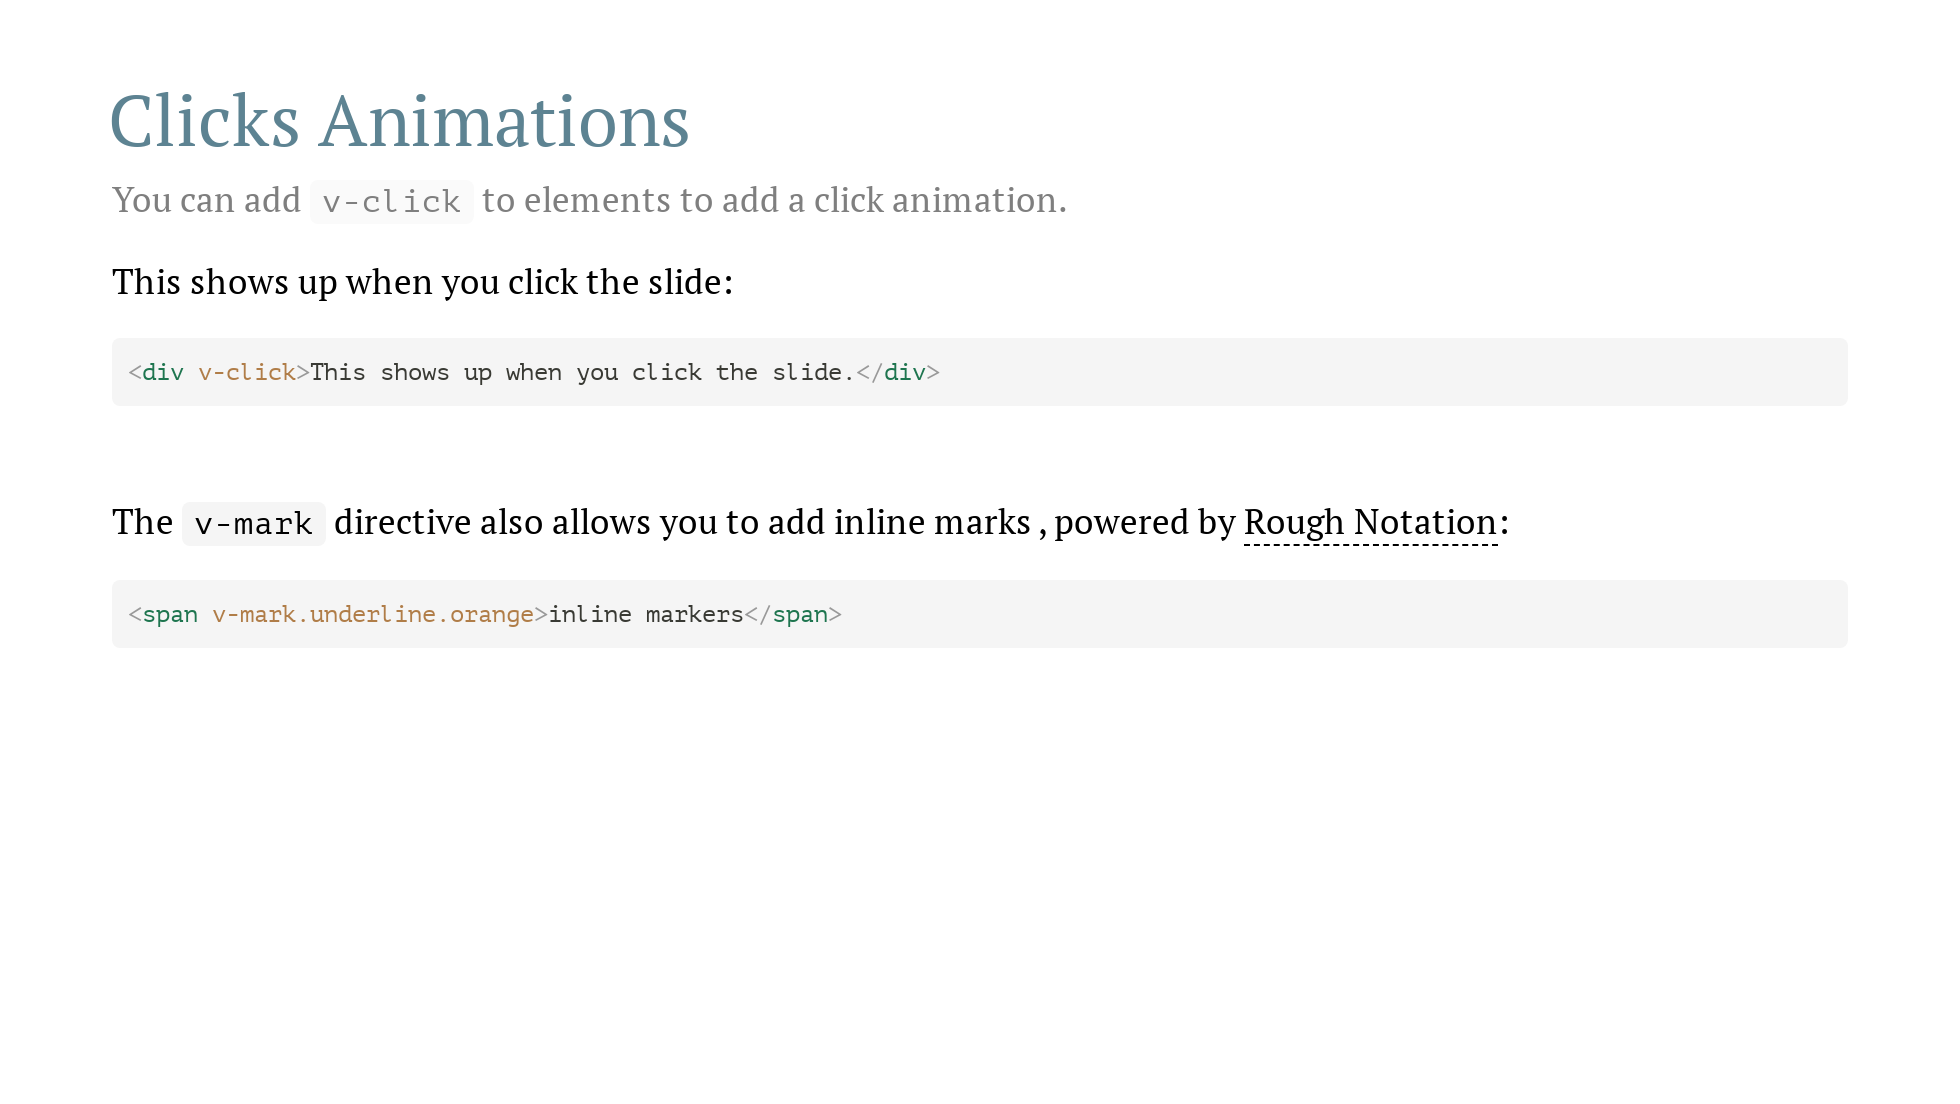 Clicks Animations
You can add v-click to elements to add a click animation.
This shows up when you click the slide:
<div v-click>This shows up when you click the slide.</div>
The v-mark directive also allows you to add inline marks , powered by Rough Notation:
<span v-mark.underline.orange>inline markers</span>